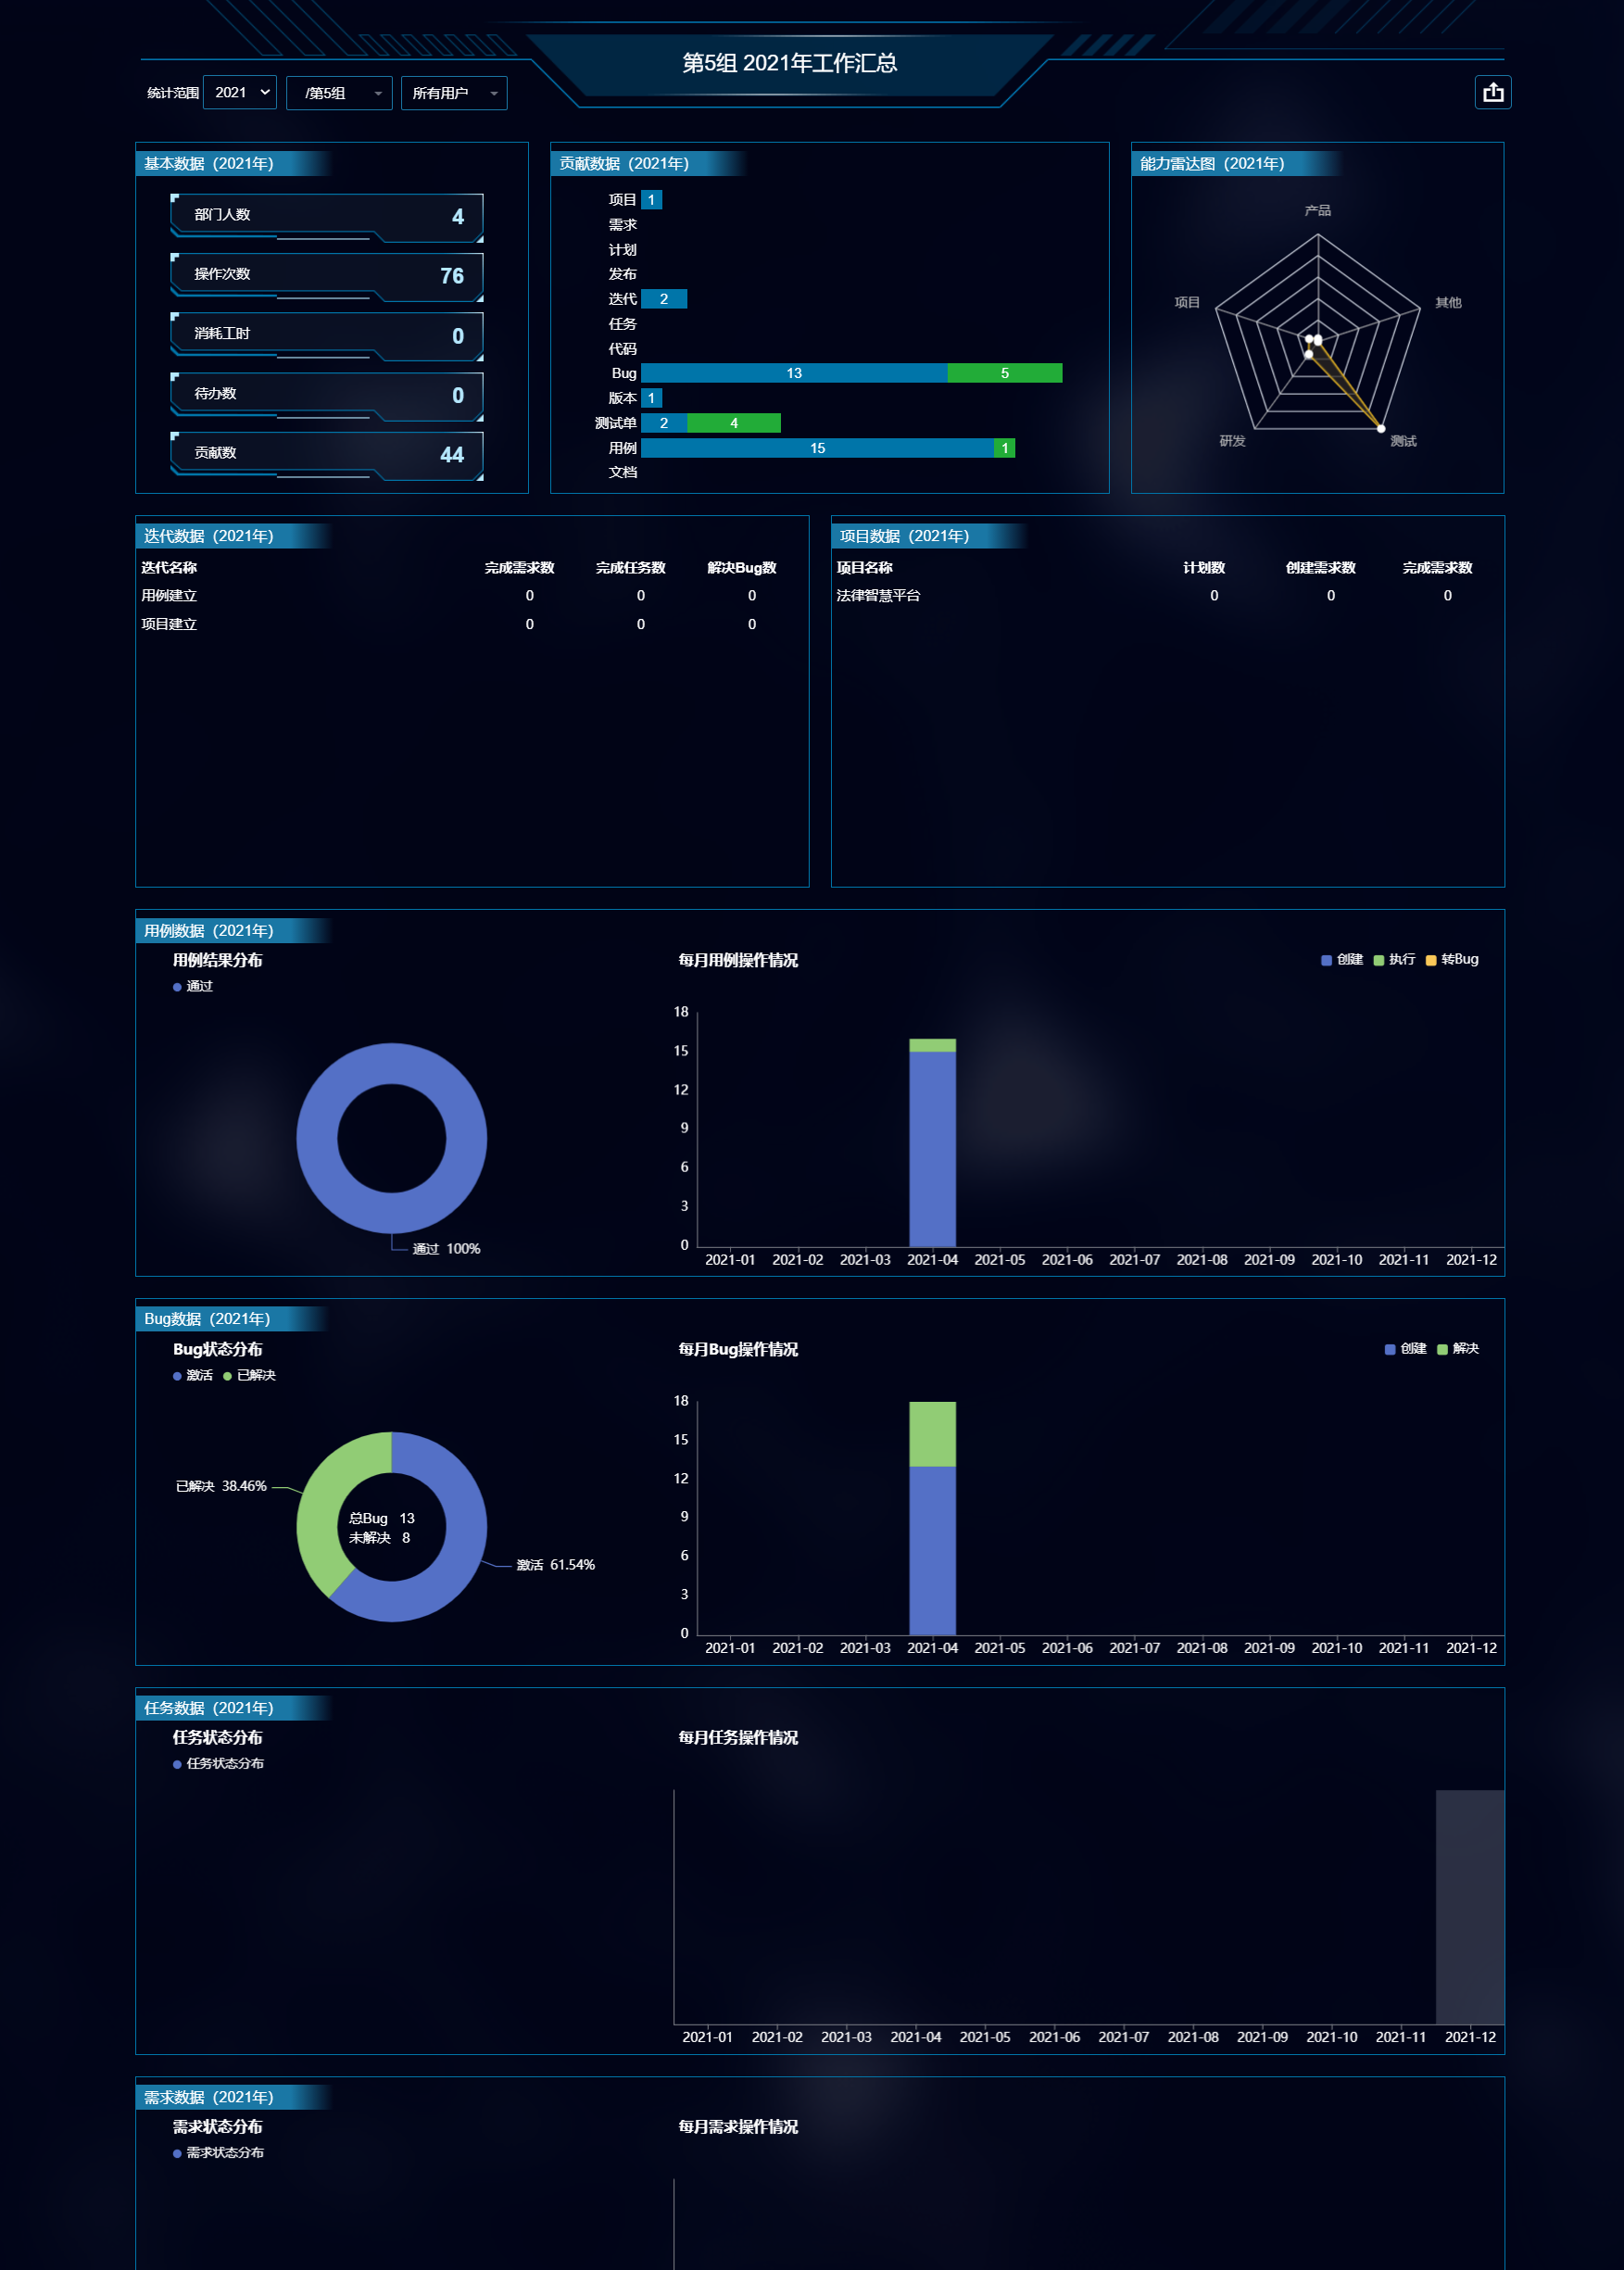 第5组 2021年工作汇总
统计范围 2021 /第5组 所有用户
基本数据（2021年）
部门人数 4
操作次数 76
消耗工时 0
待办数 0
贡献数 44
贡献数据（2021年）
项目 1
需求
计划
发布
迭代 2
任务
代码
Bug 13 5
版本 1
测试单 2 4
用例 15 1
文档
能力雷达图（2021年）
产品
项目 其他
研发 测试
迭代数据（2021年）
迭代名称 完成需求数 完成任务数 解决Bug数
用例建立 0 0 0
项目建立 0 0 0
项目数据（2021年）
项目名称 计划数 创建需求数 完成需求数
法律智慧平台 0 0 0
用例数据（2021年）
用例结果分布
通过
通过 100%
每月用例操作情况
创建 执行 转Bug
18
15
12
9
6
3
0
2021-01 2021-02 2021-03 2021-04 2021-05 2021-06 2021-07 2021-08 2021-09 2021-10 2021-11 2021-12
Bug数据（2021年）
Bug状态分布
激活 已解决
已解决 38.46%
总Bug 13
未解决 8
激活 61.54%
每月Bug操作情况
创建 解决
18
15
12
9
6
3
0
2021-01 2021-02 2021-03 2021-04 2021-05 2021-06 2021-07 2021-08 2021-09 2021-10 2021-11 2021-12
任务数据（2021年）
任务状态分布
任务状态分布
每月任务操作情况
2021-01 2021-02 2021-03 2021-04 2021-05 2021-06 2021-07 2021-08 2021-09 2021-10 2021-11 2021-12
需求数据（2021年）
需求状态分布
需求状态分布
每月需求操作情况